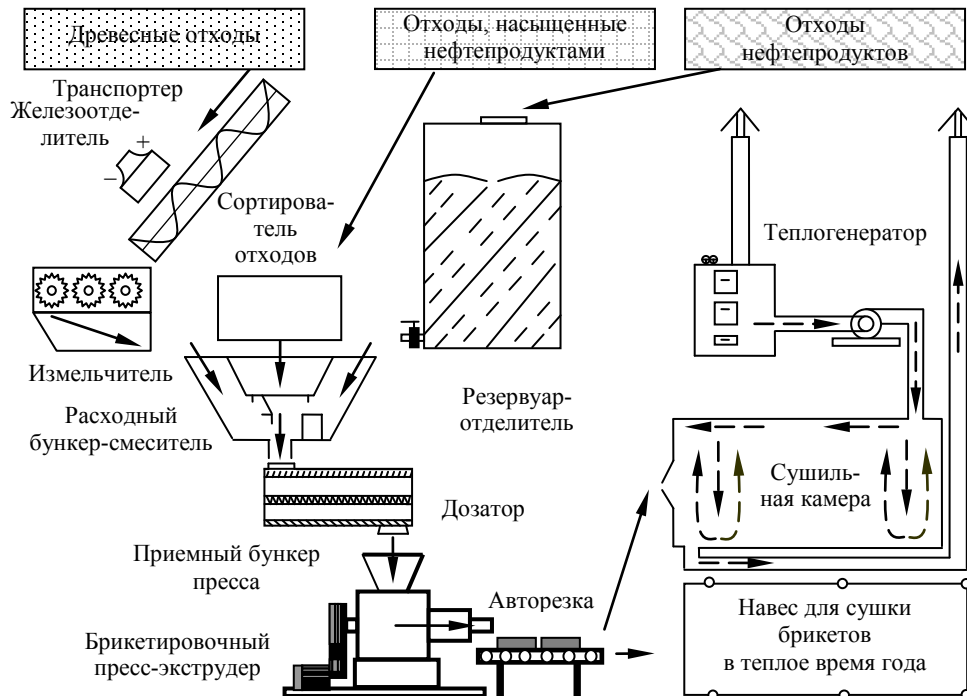 Древесные отходы
Отходы, насыщенные
нефтепродуктами
Отходы
нефтепродуктов
Транспортер
Железоотде-
литель
+
–
Сортирова-
тель
отходов
Теплогенератор
Измельчитель
Расходный
бункер-смеситель
Резервуар-
отделитель
Сушиль-
ная камера
Дозатор
Приемный бункер
пресса
Авторезка
Брикетировочный
пресс-экструдер
Навес для сушки
брикетов
в теплое время года